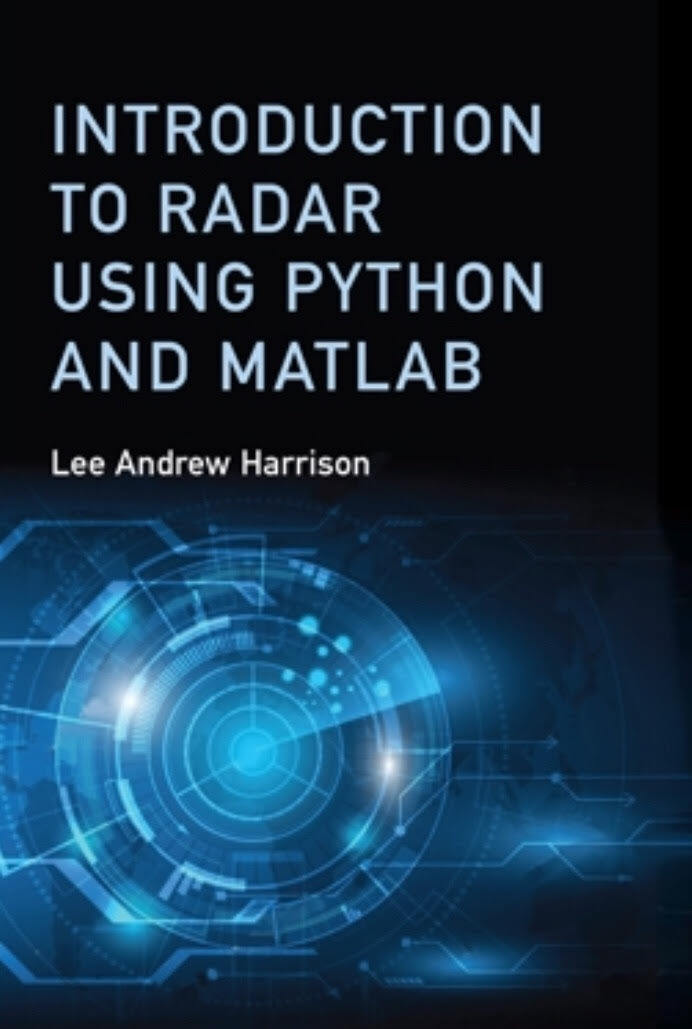 INTRODUCTION
TO RADAR
USING PYTHON
AND MATLAB
Lee Andrew Harrison